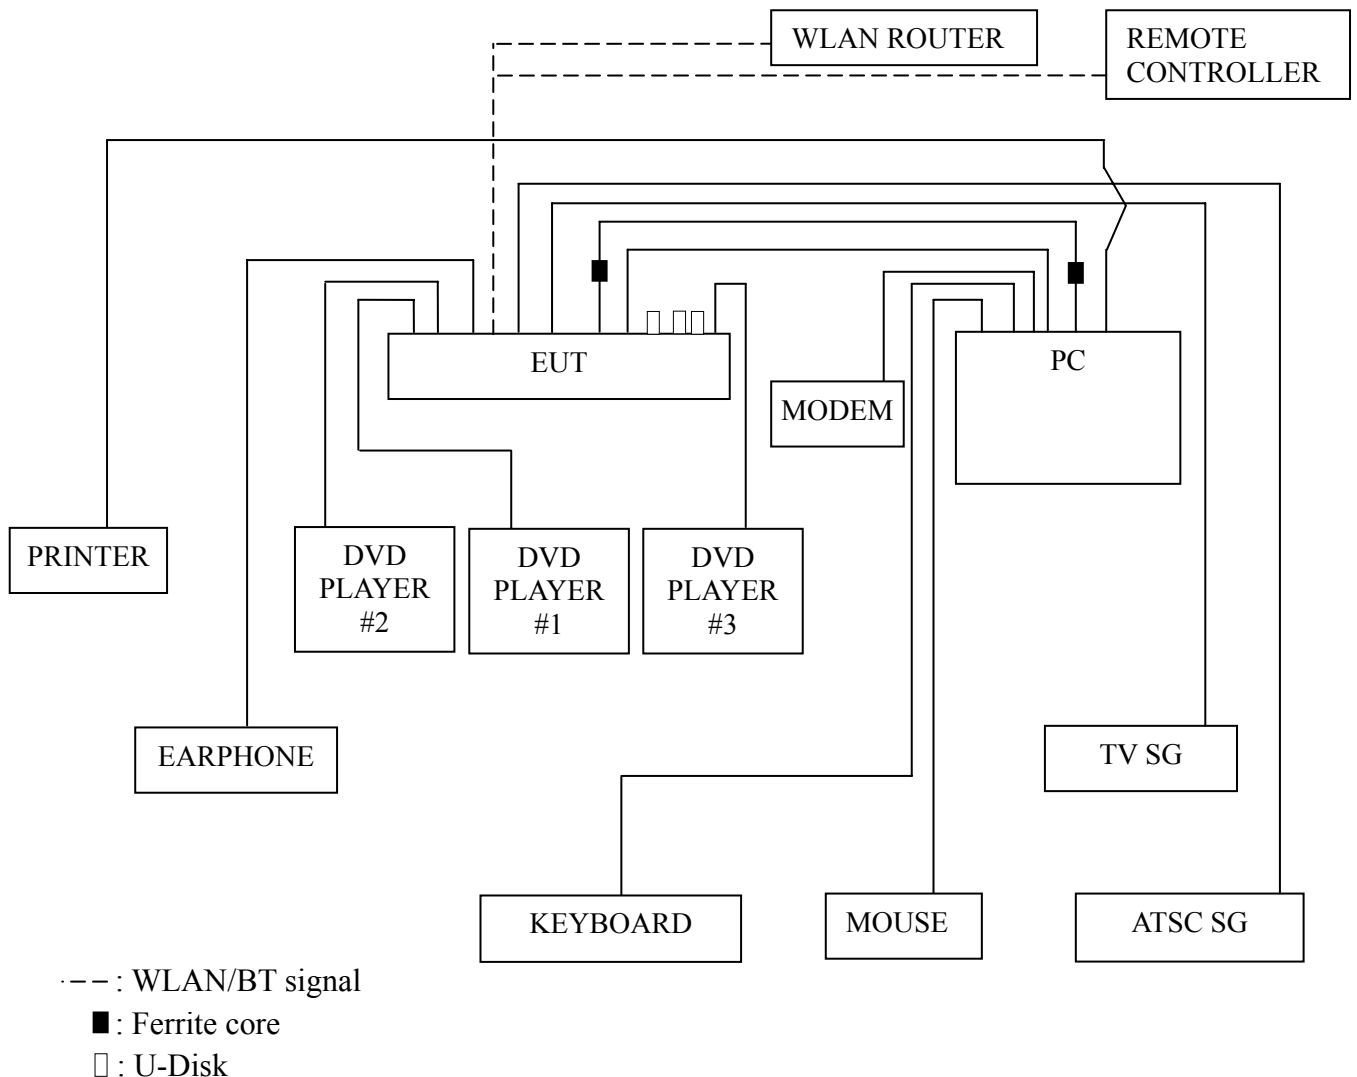 WLAN ROUTER
REMOTE
CONTROLLER
EUT
PC
MODEM
PRINTER
DVD
PLAYER
#2
DVD
PLAYER
#1
DVD
PLAYER
#3
EARPHONE
TV SG
KEYBOARD
MOUSE
ATSC SG
: WLAN/BT signal
: Ferrite core
: U-Disk